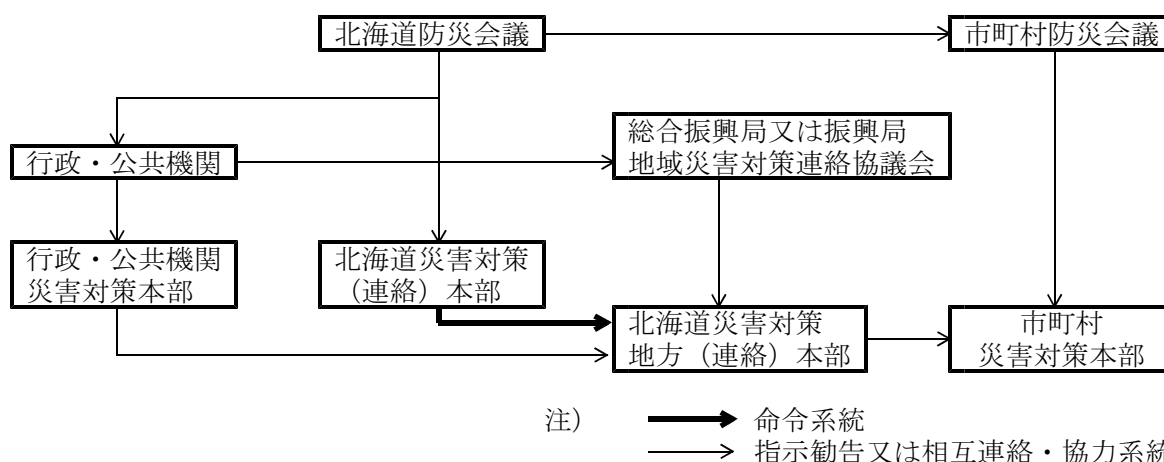 北海道防災会議
市町村防災会議
総合振興局又は振興局
地域災害対策連絡協議会
行政・公共機関
行政・公共機関
災害対策本部
北海道災害対策
（連絡）本部
北海道災害対策
地方（連絡）本部
市町村
災害対策本部
注）
命令系統
指示勧告又は相互連絡・協力系統